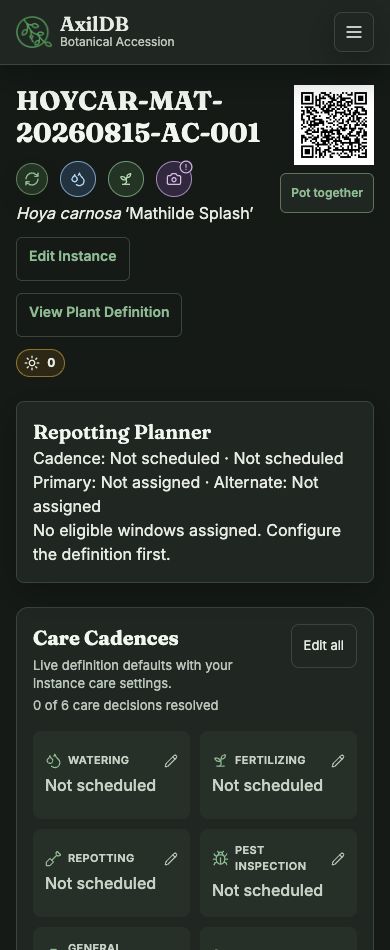 AxilDB
Botanical Accession
HOYCAR-MAT-
20260815-AC-001
!
Hoya carnosa ‘Mathilde Splash’
Pot together
Edit Instance
View Plant Definition
0
Repotting Planner
Cadence: Not scheduled · Not scheduled
Primary: Not assigned · Alternate: Not
assigned
No eligible windows assigned. Configure
the definition first.
Care Cadences
Edit all
Live definition defaults with your
instance care settings.
0 of 6 care decisions resolved
WATERING
Not scheduled
FERTILIZING
Not scheduled
REPOTTING
Not scheduled
PEST
INSPECTION
Not scheduled
GENERAL